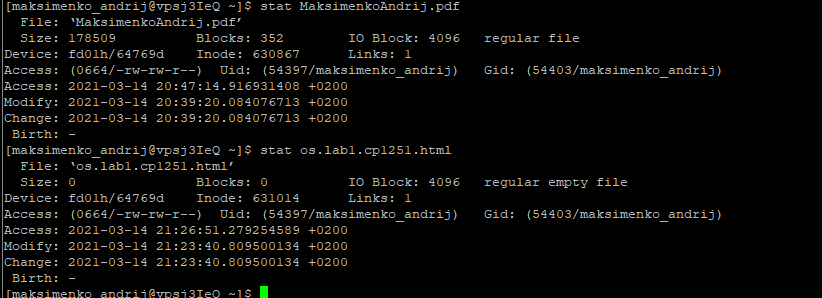 [maksimenko_andrij@vpsj3IeQ ~]$ stat MaksimenkoAndrij.pdf
  File: ‘MaksimenkoAndrij.pdf’
  Size: 178509          Blocks: 352        IO Block: 4096   regular file
Device: fd01h/64769d    Inode: 630867      Links: 1
Access: (0664/-rw-rw-r--)  Uid: (54397/maksimenko_andrij)   Gid: (54403/maksimenko_andrij)
Access: 2021-03-14 20:47:14.916931408 +0200
Modify: 2021-03-14 20:39:20.084076713 +0200
Change: 2021-03-14 20:39:20.084076713 +0200
 Birth: -
[maksimenko_andrij@vpsj3IeQ ~]$ stat os.lab1.cp1251.html
  File: ‘os.lab1.cp1251.html’
  Size: 0               Blocks: 0          IO Block: 4096   regular empty file
Device: fd01h/64769d    Inode: 631014      Links: 1
Access: (0664/-rw-rw-r--)  Uid: (54397/maksimenko_andrij)   Gid: (54403/maksimenko_andrij)
Access: 2021-03-14 21:26:51.279254589 +0200
Modify: 2021-03-14 21:23:40.809500134 +0200
Change: 2021-03-14 21:23:40.809500134 +0200
 Birth: -
[maksimenko_andrij@vpsj3IeQ ~]$